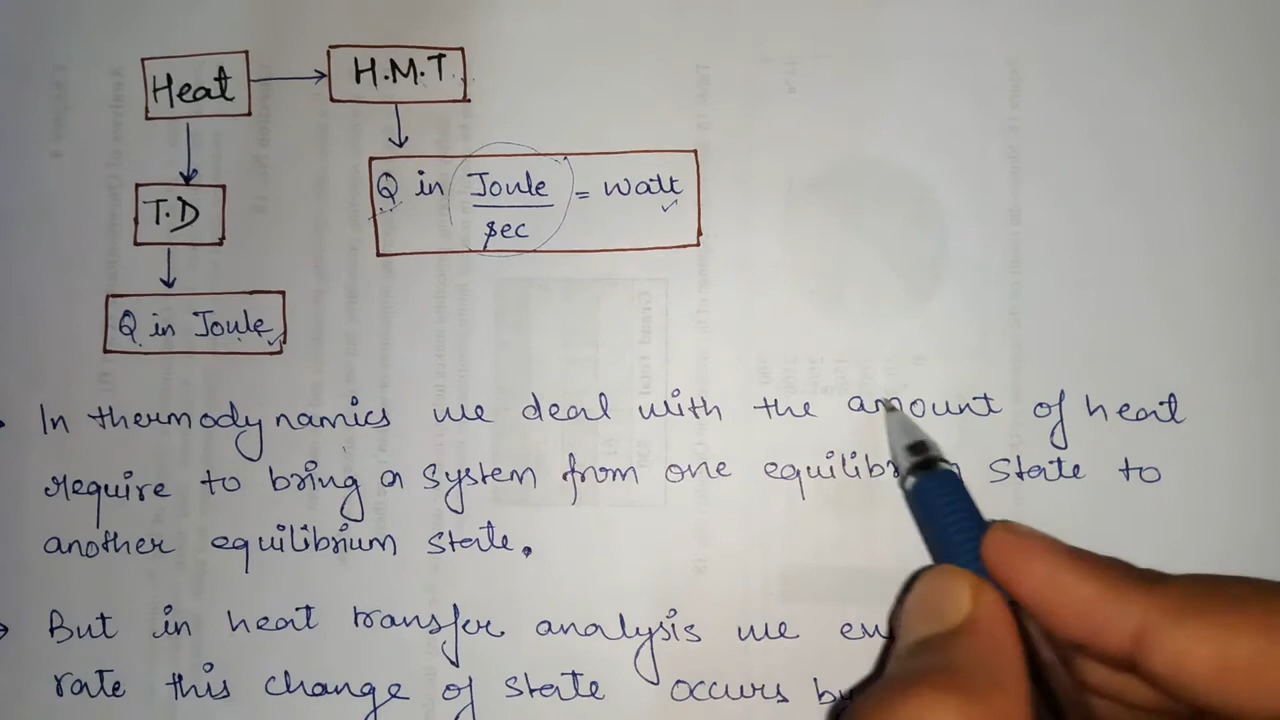 Heat
H.M.T.
Q in Joule/sec = watt
T.D
Q in Joule
In thermodynamics we deal with the amount of heat
require to bring a system from one equilibrium state to
another equilibrium state.
But in heat transfer analysis we
rate this change of state occurs by